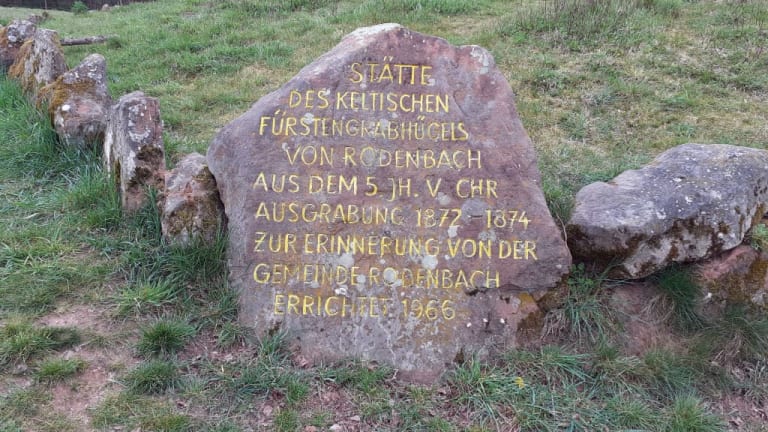 STÄTTE
DES KELTISCHEN
FÜRSTENGRABHÜGELS
VON RODENBACH
AUS DEM 5. JH. V. CHR
AUSGRABUNG 1872 - 1874
ZUR ERINNERUNG VON DER
GEMEINDE RODENBACH
ERRICHTET 1966